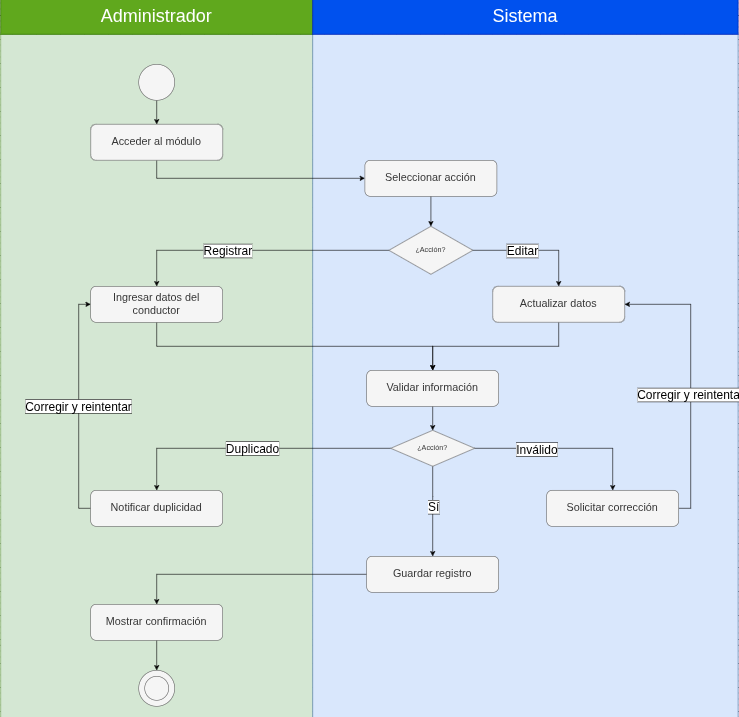 Administrador
Sistema
Acceder al módulo
Seleccionar acción
¿Acción?
Registrar
Editar
Ingresar datos del
conductor
Actualizar datos
Validar información
Corregir y reintentar
Corregir y reintenta
¿Acción?
Duplicado
Inválido
Notificar duplicidad
Sí
Solicitar corrección
Guardar registro
Mostrar confirmación